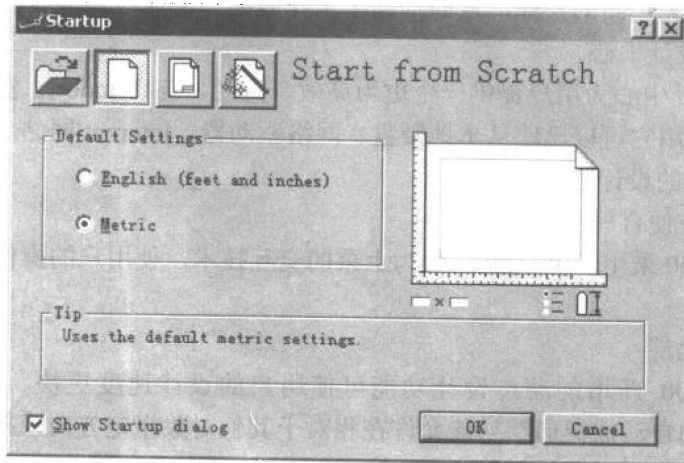 Startup
Start from Scratch
Default Settings
English (feet and inches)
Metric
Tip
Uses the default metric settings.
Show Startup dialog
OK
Cancel